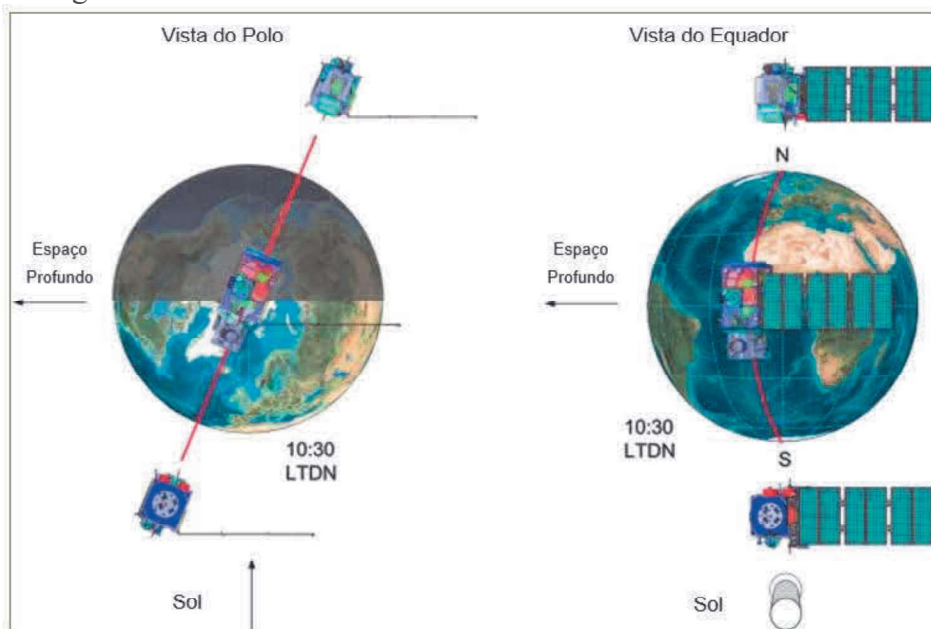 Vista do Polo
Espaço
Profundo
10:30
LTDN
Sol
Vista do Equador
N
Espaço
Profundo
10:30
LTDN
S
Sol